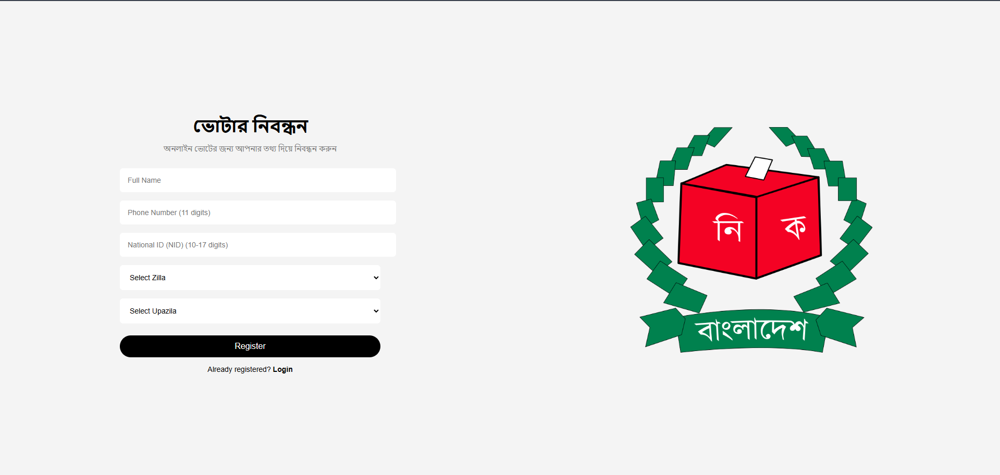 ভোটার নিবন্ধন
অনলাইন ভোটের জন্য আপনার তথ্য দিয়ে নিবন্ধন করুন
Full Name
Phone Number (11 digits)
National ID (NID) (10-17 digits)
Select Zilla
Select Upazila
Register
Already registered? Login
নি ক
বাংলাদেশ